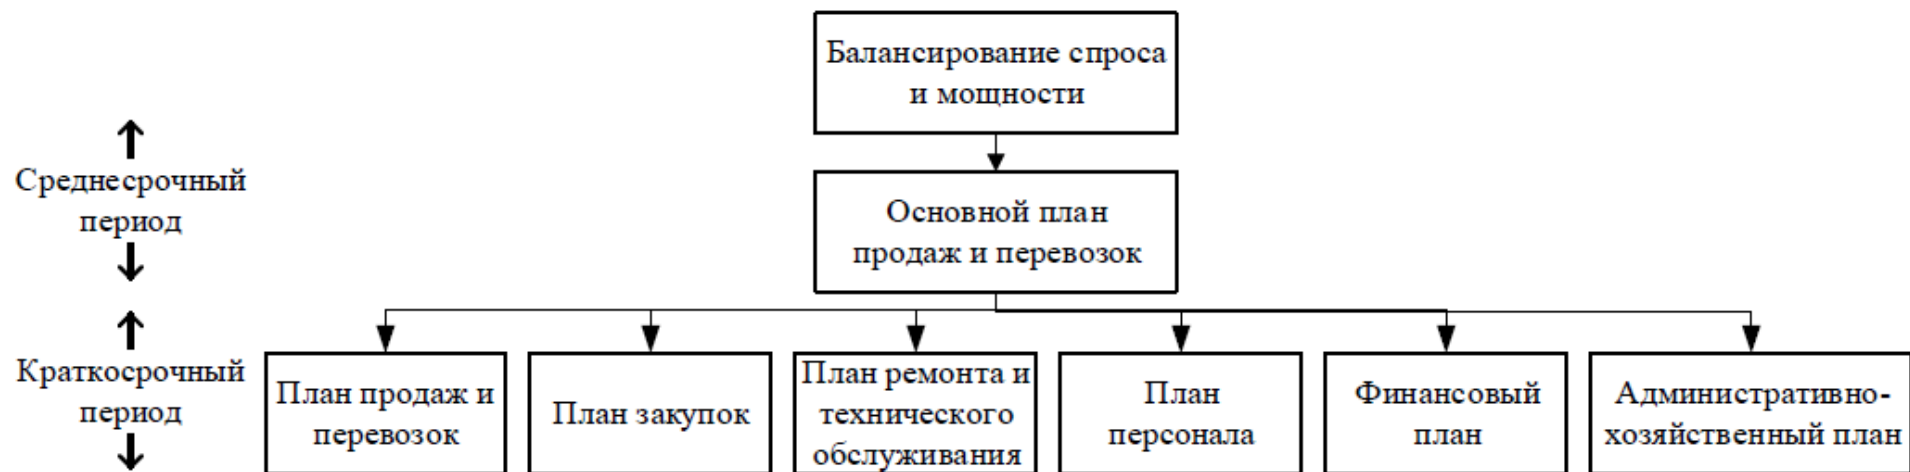 Балансирование спроса
и мощности
Среднесрочный
период
Основной план
продаж и перевозок
Краткосрочный
период
План продаж и
перевозок
План закупок
План ремонта и
технического
обслуживания
План
персонала
Финансовый
план
Административно-
хозяйственный план